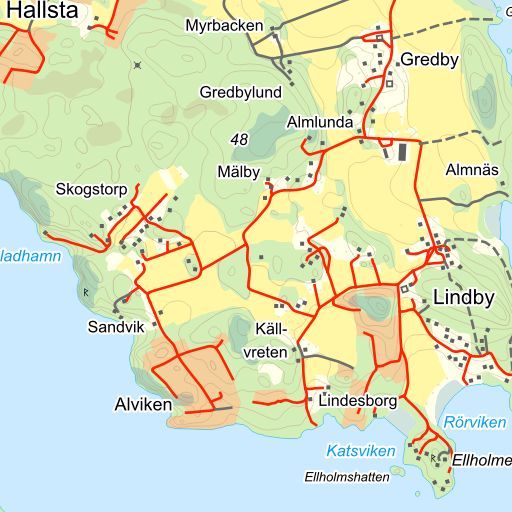 Hallsta
Myrbacken
Gredby
Gredbylund
Almlunda
48
Mälby
Almnäs
Skogstorp
ladhamn
Lindby
Sandvik
Käll-
vreten
Alviken
Lindesborg
Rörviken
Katsviken
Ellholme
Ellholmshatten